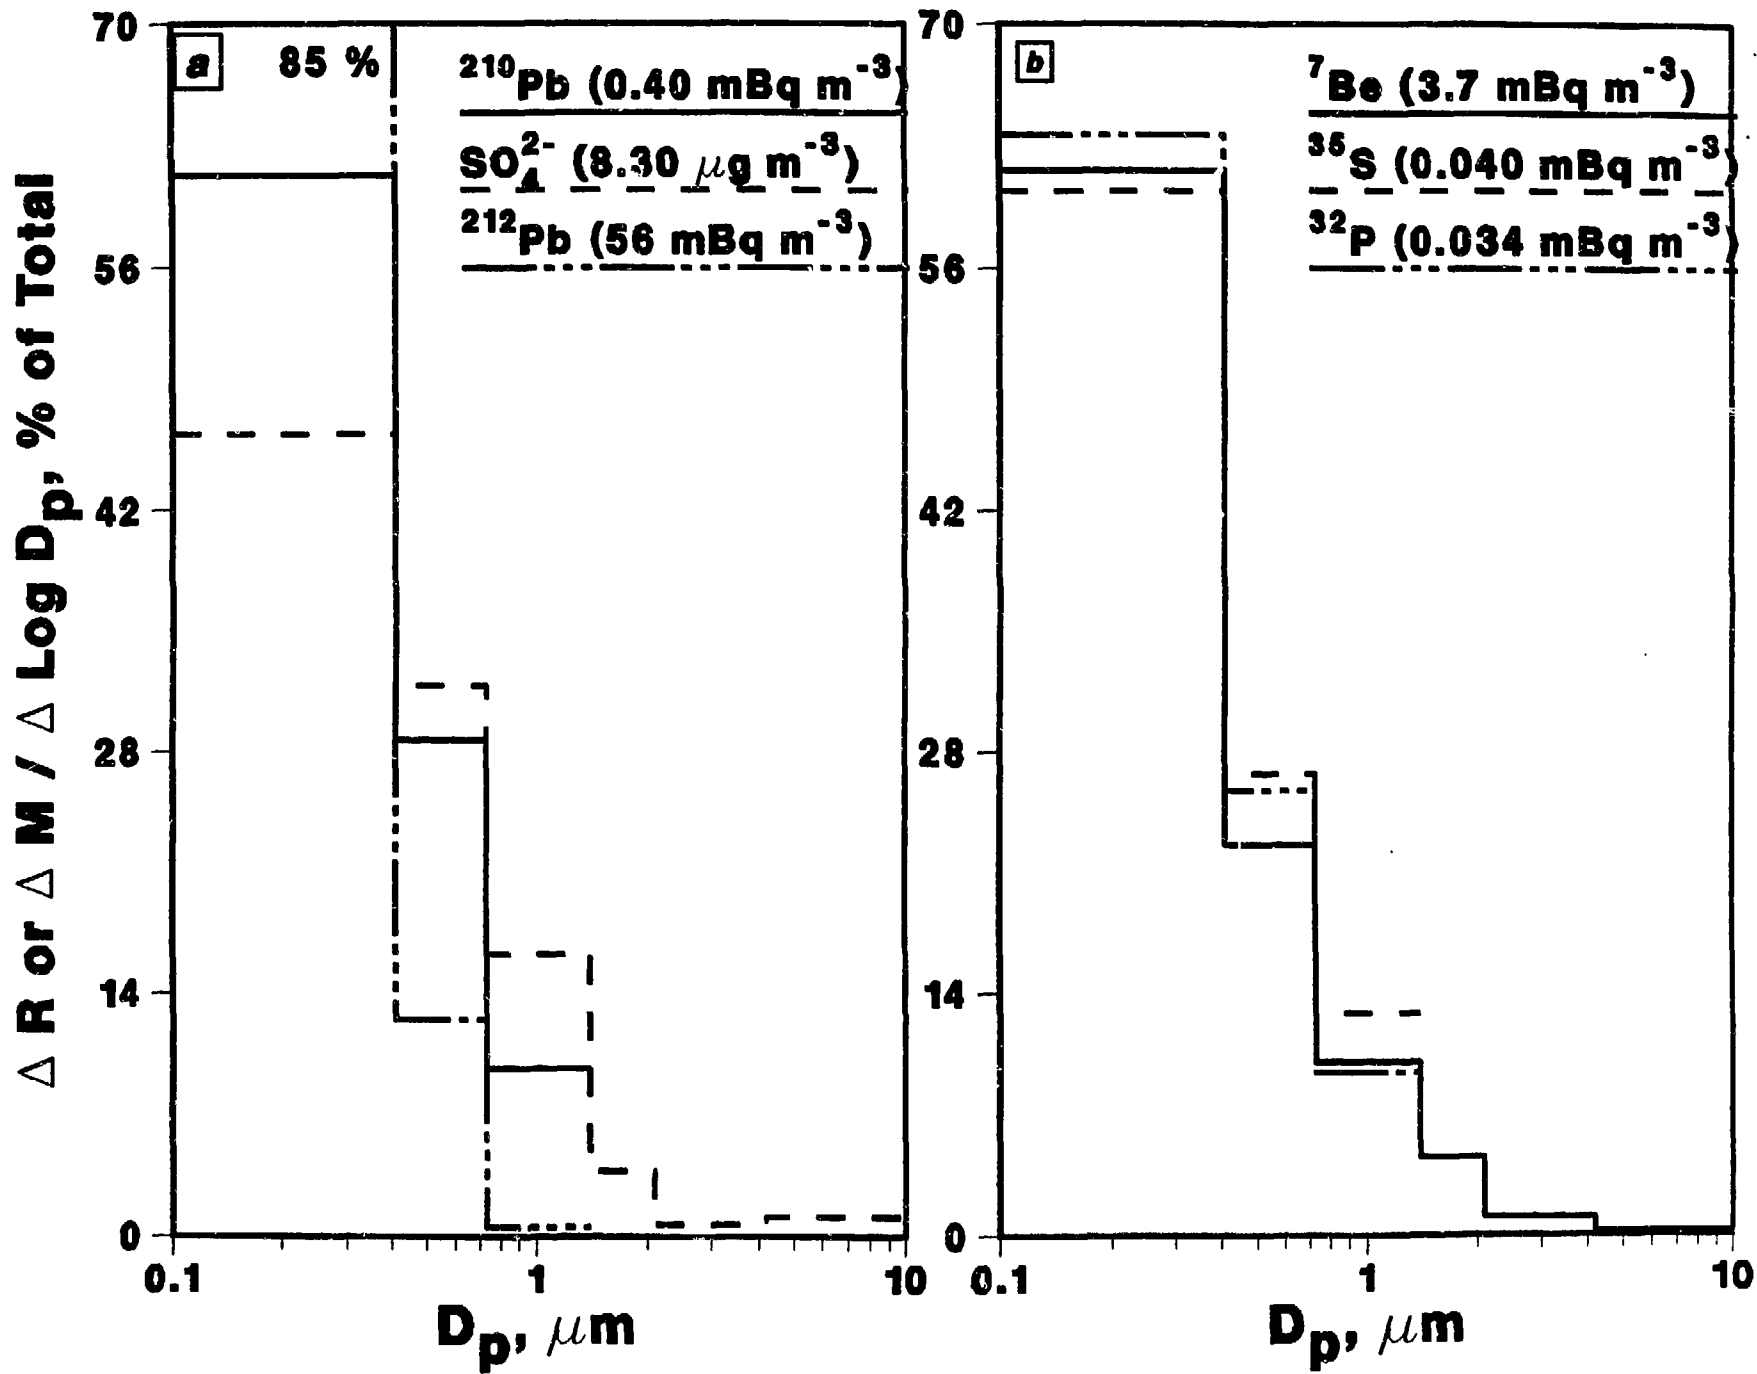 Δ R or Δ M / Δ Log Dp, % of Total
70
56
42
28
14
0
a
85 %
²¹⁰Pb (0.40 mBq m⁻³)
SO₄²⁻ (8.30 μg m⁻³)
²¹²Pb (56 mBq m⁻³)
0.1
1
10
Dp, μm
70
56
42
28
14
0
b
⁷Be (3.7 mBq m⁻³)
³⁵S (0.040 mBq m⁻³)
³²P (0.034 mBq m⁻³)
0.1
1
10
Dp, μm